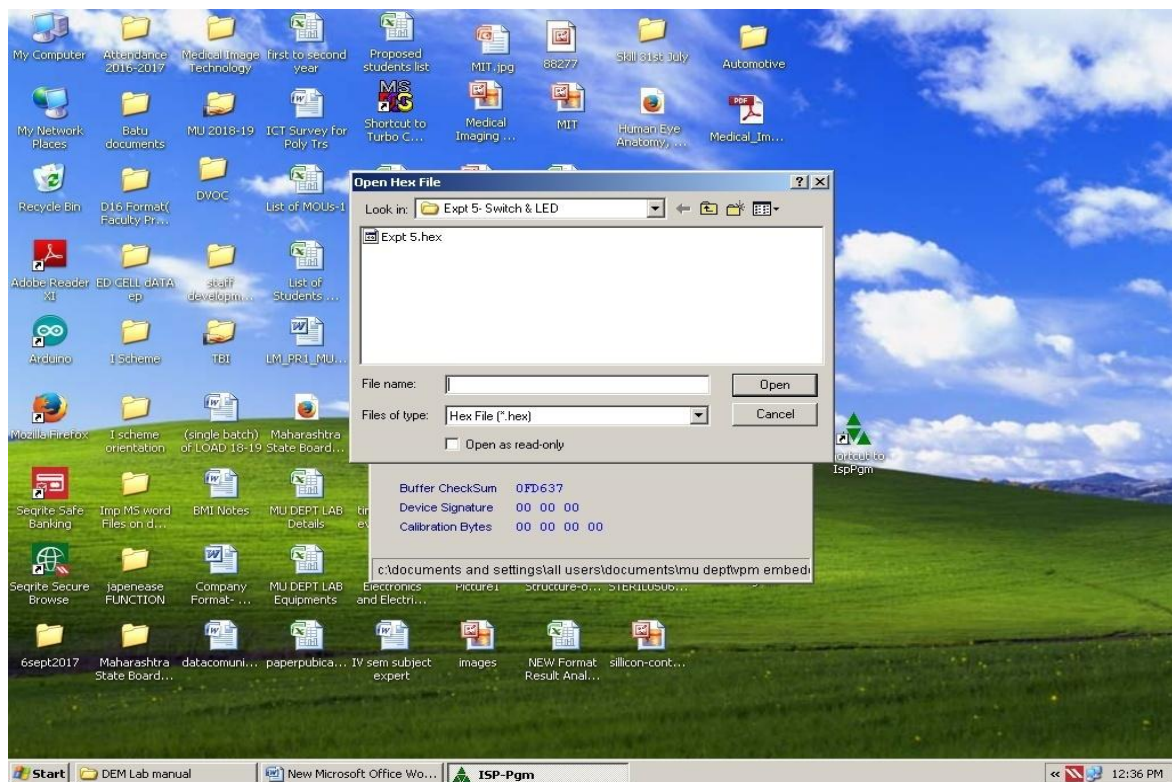 My Computer
Attendance
2016-2017
Medical Image
Technology
first to second
year
Proposed
students list
MIT.jpg
88277
Skill 31st July
Automotive
My Network
Places
Batu
documents
MU 2018-19
ICT Survey for
Poly Trs
MS
Shortcut to
Turbo C...
Medical
Imaging ...
MIT
Human Eye
Anatomy, ...
PDF
Medical_Im...
Recycle Bin
D16 Format(
Faculty Pr...
DVOC
List of MOUs-1
Open Hex File
Look in:
Expt 5- Switch & LED
Expt 5.hex
File name:
Open
Files of type:
Hex File (*.hex)
Cancel
Open as read-only
Adobe Reader
XI
ED CELL dATA
ep
staff
developm...
List of
Students ...
Arduino
I Scheme
TBI
LM_PR1_MU...
Mozilla Firefox
I scheme
orientation
(single batch)
of LOAD 18-19
Maharashtra
State Board...
IspPgm
Seqrite Safe
Banking
Imp MS word
Files on d...
BMI Notes
MU DEPT LAB
Details
Buffer CheckSum 0FD637
Device Signature 00 00 00
Calibration Bytes 00 00 00 00
c:\documents and settings\all users\documents\mu dept\vpm embed
Seqrite Secure
Browse
japenease
FUNCTION
Company
Format- ...
MU DEPT LAB
Equipments
Electronics
and Electri...
Picture1
Structure-o...
6sept2017
Maharashtra
State Board...
datacomuni...
paperpubica...
IV sem subject
expert
images
NEW Format
Result Anal...
sillicon-cont...
Start
DEM Lab manual
New Microsoft Office Wo...
ISP-Pgm
12:36 PM